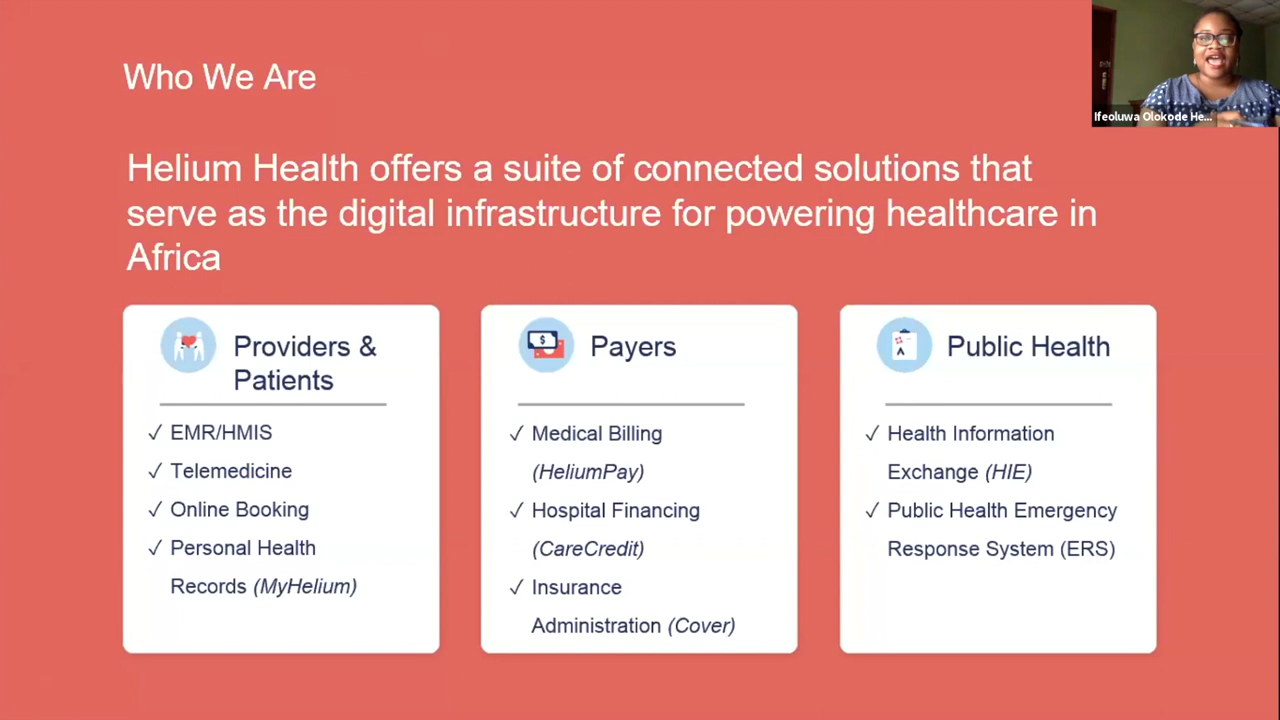 Who We Are
Ifeoluwa Olokode He...
Helium Health offers a suite of connected solutions that
serve as the digital infrastructure for powering healthcare in
Africa
Providers &
Patients
✓ EMR/HMIS
✓ Telemedicine
✓ Online Booking
✓ Personal Health
Records (MyHelium)
$
Payers
✓ Medical Billing
(HeliumPay)
✓ Hospital Financing
(CareCredit)
✓ Insurance
Administration (Cover)
Public Health
✓ Health Information
Exchange (HIE)
✓ Public Health Emergency
Response System (ERS)